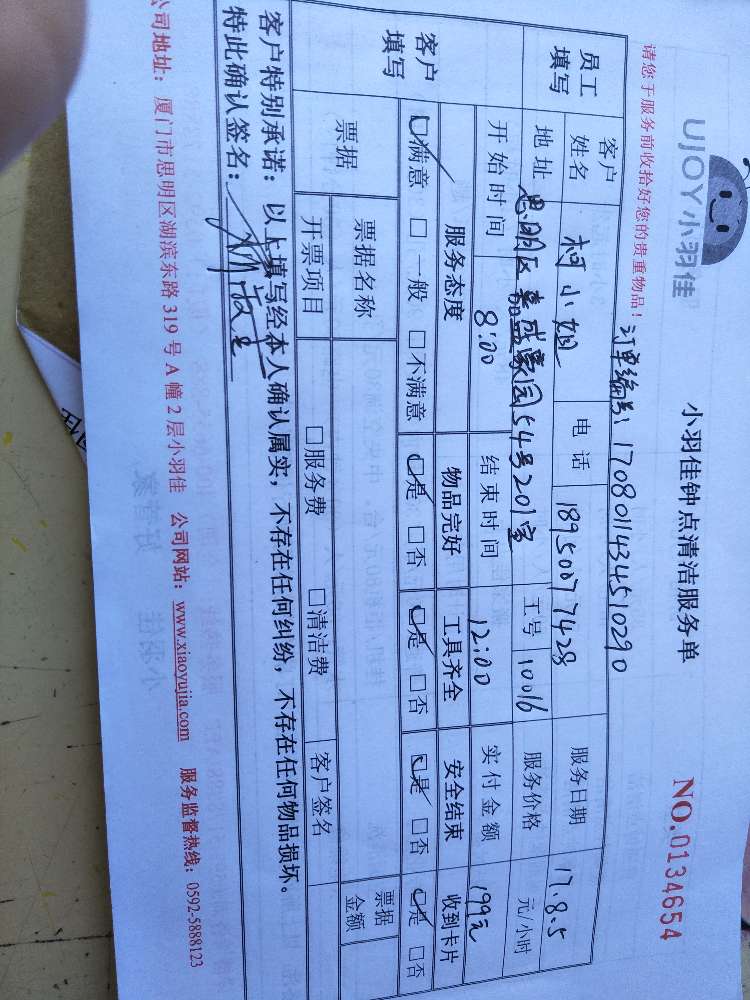 UJOY小羽佳
小羽佳钟点清洁服务单
NO.0134654
请您于服务前收拾好您的贵重物品！
订单编号：1708011434510290
员工填写 客户姓名 柯小姐 电话 18950077428 服务日期 17.8.5
地址 思明区嘉盛豪园54号201室 工号 10016 服务价格 元/小时
开始时间 8:00 结束时间 12:00 实付金额 199元
客户填写 服务态度 物品完好 工具齐全 安全结束 收到卡片
☑满意 □一般 □不满意 ☑是 □否 ☑是 □否 ☑是 □否 ☑是 □否
票据 票据名称 票据金额
开票项目 □服务费 □清洁费 客户签名
客户特别承诺：以上填写经本人确认属实，不存在任何纠纷，不存在任何物品损坏。
特此确认签名：
公司地址：厦门市思明区湖滨东路319号A幢2层小羽佳 公司网站：www.xiaoyujia.com 服务监督热线：0592-5888123